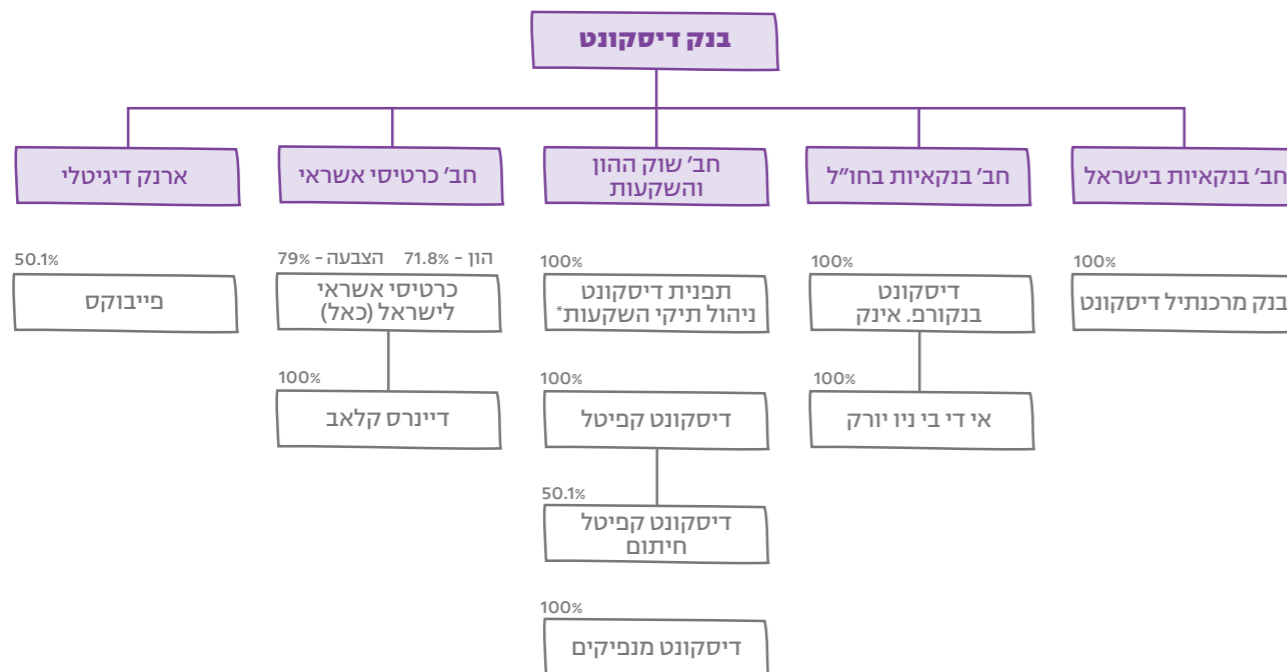 בנק דיסקונט
חב' בנקאיות בישראל
חב' בנקאיות בחו"ל
חב' שוק ההון
והשקעות
חב' כרטיסי אשראי
ארנק דיגיטלי
100%
בנק מרכנתיל דיסקונט
100%
דיסקונט
בנקורפ. אינק
100%
אי די בי ניו יורק
100%
תפנית דיסקונט
ניהול תיקי השקעות*
100%
דיסקונט קפיטל
50.1%
דיסקונט קפיטל
חיתום
100%
דיסקונט מנפיקים
הון - 71.8% הצבעה - 79%
כרטיסי אשראי
לישראל (כאל)
100%
דיינרס קלאב
50.1%
פייבוקס